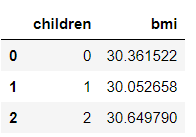 children bmi
0 0 30.361522
1 1 30.052658
2 2 30.649790